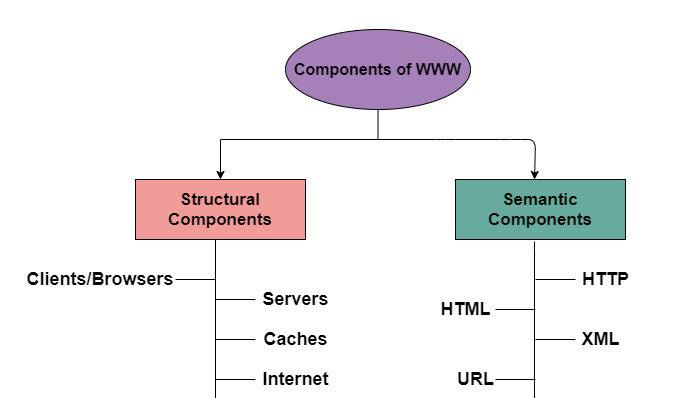 Components of WWW
Structural
Components
Semantic
Components
Clients/Browsers
Servers
Caches
Internet
HTTP
HTML
XML
URL